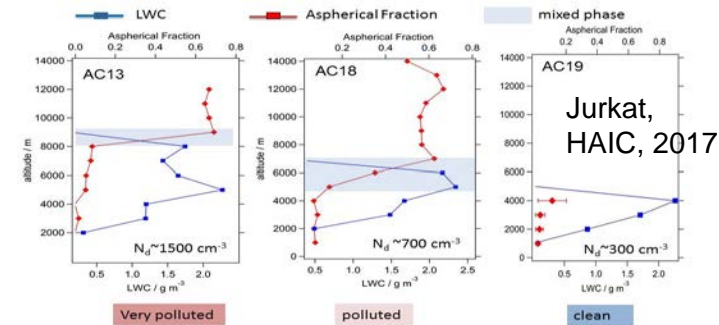 LWC Aspherical Fraction mixed phase
Aspherical Fraction
0.0 0.2 0.4 0.6 0.8
14000
12000
10000
8000
6000
4000
2000
altitude / m
AC13
Nd~1500 cm-3
0.5 1.0 1.5 2.0
LWC / g m-3
Very polluted
Aspherical Fraction
0.2 0.4 0.6 0.8
14000
12000
10000
8000
6000
4000
2000
0
altitude / m
AC18
Nd ~700 cm-3
0.5 1.0 1.5 2.0 2.5
LWC / g m-3
polluted
Aspherical Fraction
0.2 0.4 0.6 0.8
14000
12000
10000
8000
6000
4000
2000
0
altitude / m
AC19
Jurkat,
HAIC, 2017
Nd ~300 cm-3
0.5 1.0 1.5 2.0
LWC / g m-3
clean